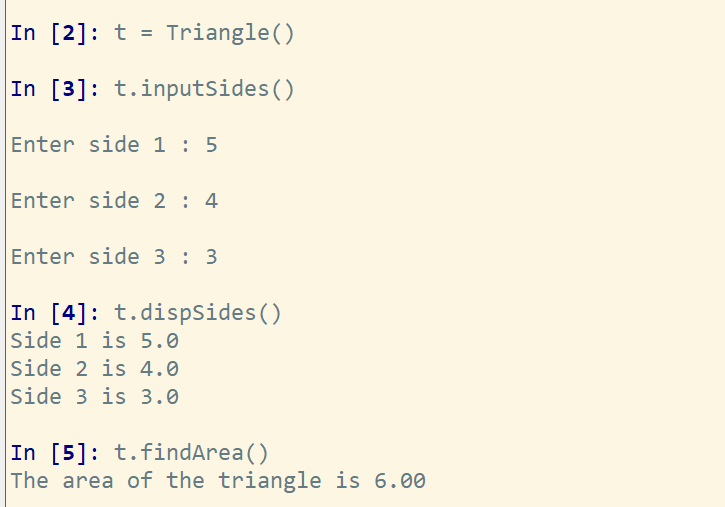 In [2]: t = Triangle()
In [3]: t.inputSides()
Enter side 1 : 5
Enter side 2 : 4
Enter side 3 : 3
In [4]: t.dispSides()
Side 1 is 5.0
Side 2 is 4.0
Side 3 is 3.0
In [5]: t.findArea()
The area of the triangle is 6.00